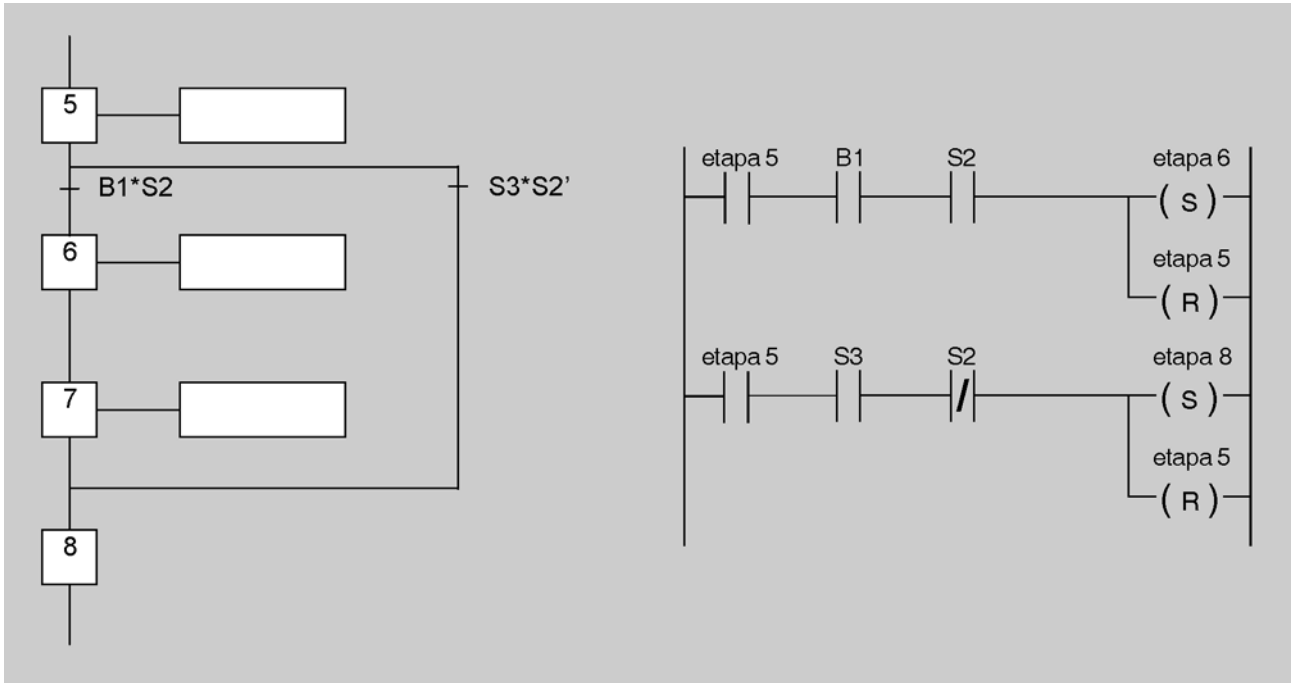 5
B1*S2
S3*S2’
6
7
8
etapa 5 B1 S2 etapa 6
( S )
etapa 5
( R )
etapa 5 S3 S2 etapa 8
( S )
etapa 5
( R )